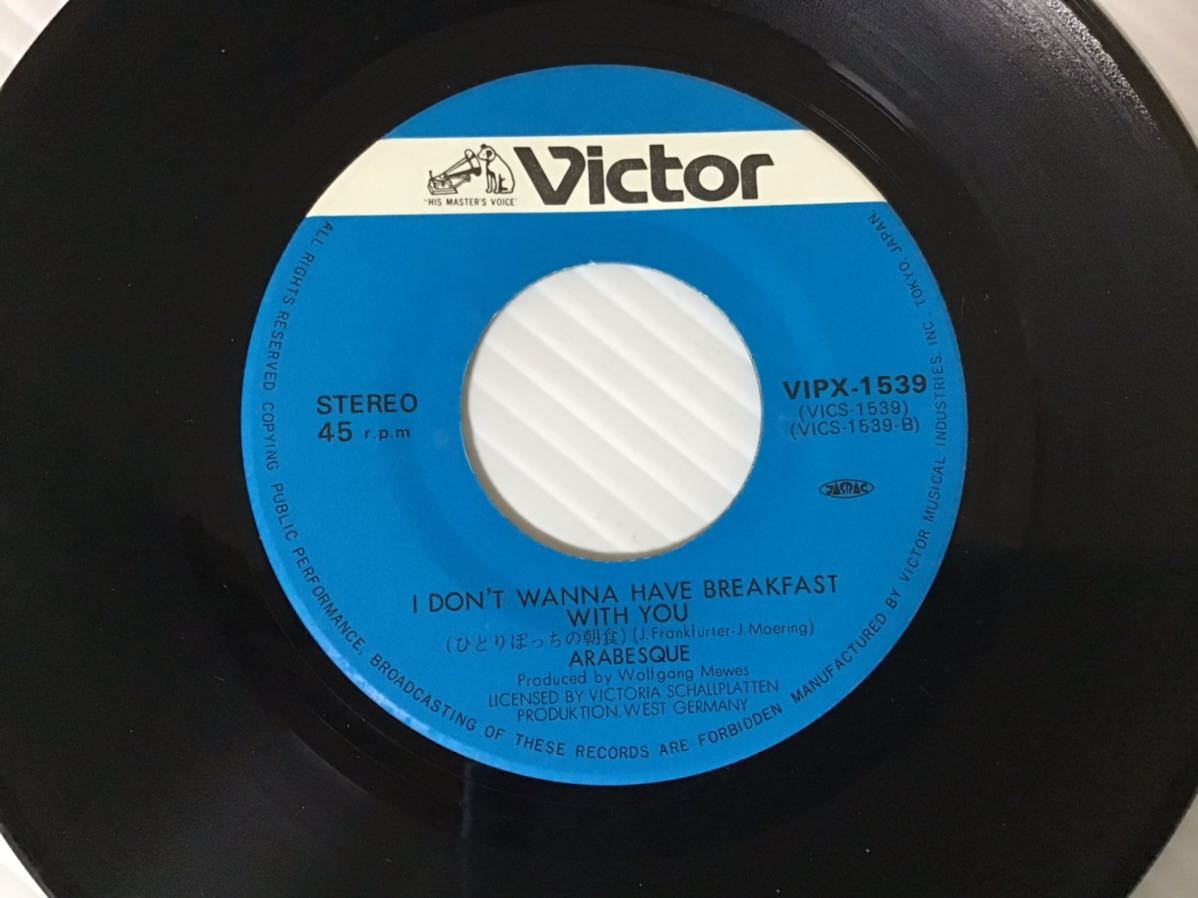 "HIS MASTER'S VOICE"
Victor
STEREO
45 r.p.m
VIPX-1539
(VICS-1539)
(VICS-1539-B)
JASRAC
I DON'T WANNA HAVE BREAKFAST
WITH YOU
(ひとりぼっちの朝食) (J.Frankfurter-J.Moering)
ARABESQUE
Produced by Wolfgang Mewes
LICENSED BY VICTORIA SCHALLPLATTEN
PRODUKTION, WEST GERMANY
ALL RIGHTS RESERVED COPYING PUBLIC PERFORMANCE, BROADCASTING OF THESE RECORDS ARE FORBIDDEN MANUFACTURED BY VICTOR MUSICAL INDUSTRIES. INC., TOKYO, JAPAN